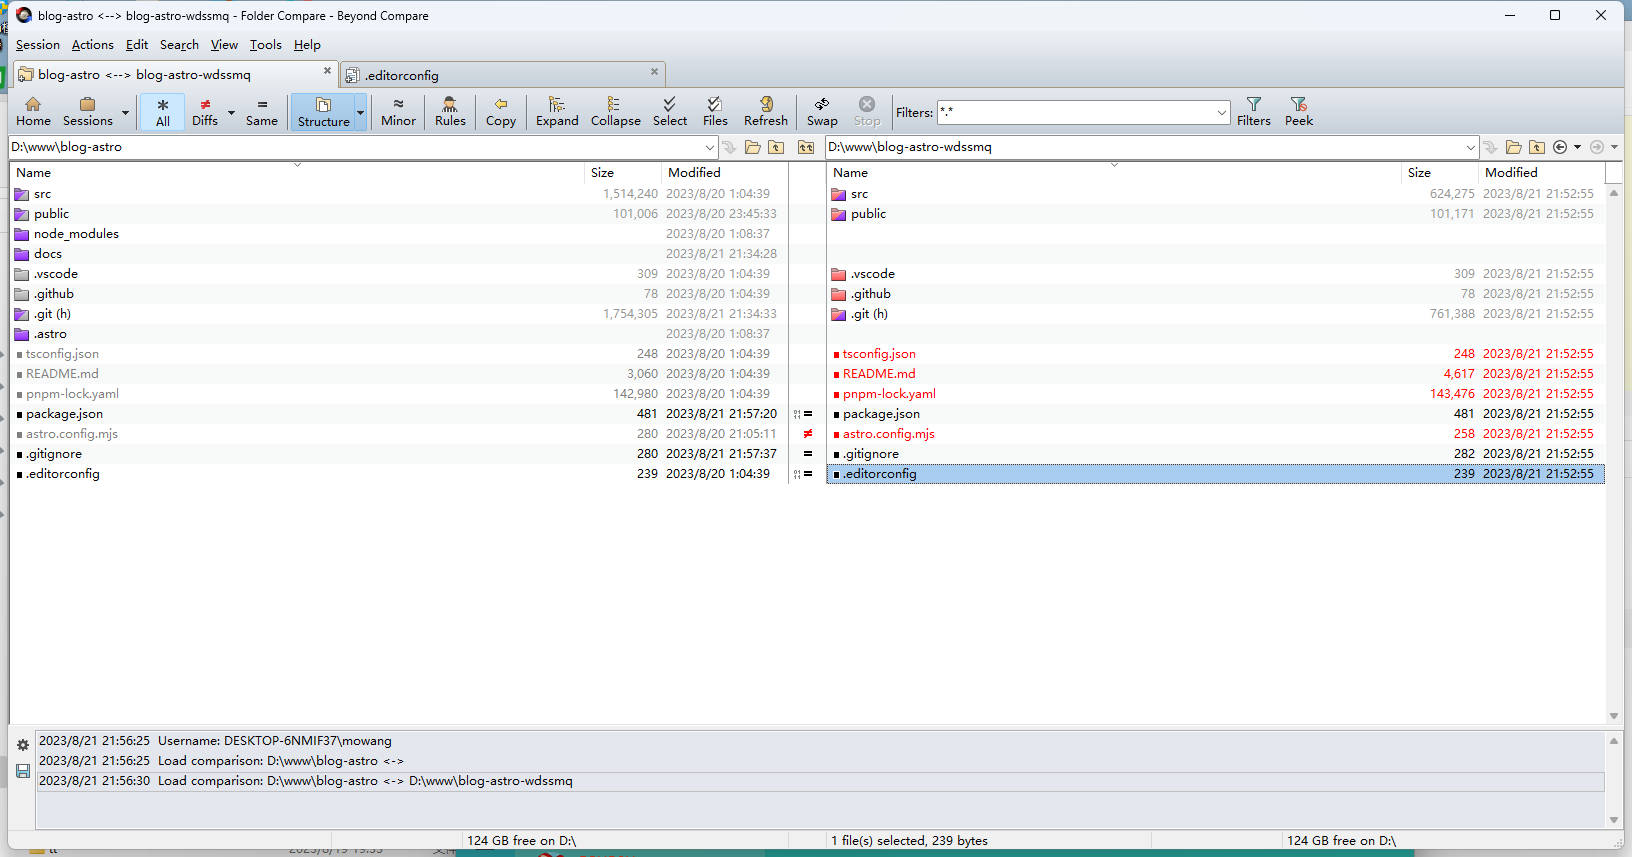 blog-astro <--> blog-astro-wdssmq - Folder Compare - Beyond Compare
Session Actions Edit Search View Tools Help
blog-astro <--> blog-astro-wdssmq .editorconfig
Home Sessions All Diffs Same Structure Minor Rules Copy Expand Collapse Select Files Refresh Swap Stop Filters: *.* Filters Peek
D:\www\blog-astro D:\www\blog-astro-wdssmq
Name Size Modified Name Size Modified
src 1,514,240 2023/8/20 1:04:39 src 624,275 2023/8/21 21:52:55
public 101,006 2023/8/20 23:45:33 public 101,171 2023/8/21 21:52:55
node_modules 2023/8/20 1:08:37
docs 2023/8/21 21:34:28
.vscode 309 2023/8/20 1:04:39 .vscode 309 2023/8/21 21:52:55
.github 78 2023/8/20 1:04:39 .github 78 2023/8/21 21:52:55
.git (h) 1,754,305 2023/8/21 21:34:33 .git (h) 761,388 2023/8/21 21:52:55
.astro 2023/8/20 1:08:37
tsconfig.json 248 2023/8/20 1:04:39 tsconfig.json 248 2023/8/21 21:52:55
README.md 3,060 2023/8/20 1:04:39 README.md 4,617 2023/8/21 21:52:55
pnpm-lock.yaml 142,980 2023/8/20 1:04:39 pnpm-lock.yaml 143,476 2023/8/21 21:52:55
package.json 481 2023/8/21 21:57:20 = package.json 481 2023/8/21 21:52:55
astro.config.mjs 280 2023/8/20 21:05:11 ≠ astro.config.mjs 258 2023/8/21 21:52:55
.gitignore 280 2023/8/21 21:57:37 = .gitignore 282 2023/8/21 21:52:55
.editorconfig 239 2023/8/20 1:04:39 = .editorconfig 239 2023/8/21 21:52:55
2023/8/21 21:56:25 Username: DESKTOP-6NMIF37\mowang
2023/8/21 21:56:25 Load comparison: D:\www\blog-astro <->
2023/8/21 21:56:30 Load comparison: D:\www\blog-astro <-> D:\www\blog-astro-wdssmq
124 GB free on D:\ 1 file(s) selected, 239 bytes 124 GB free on D:\